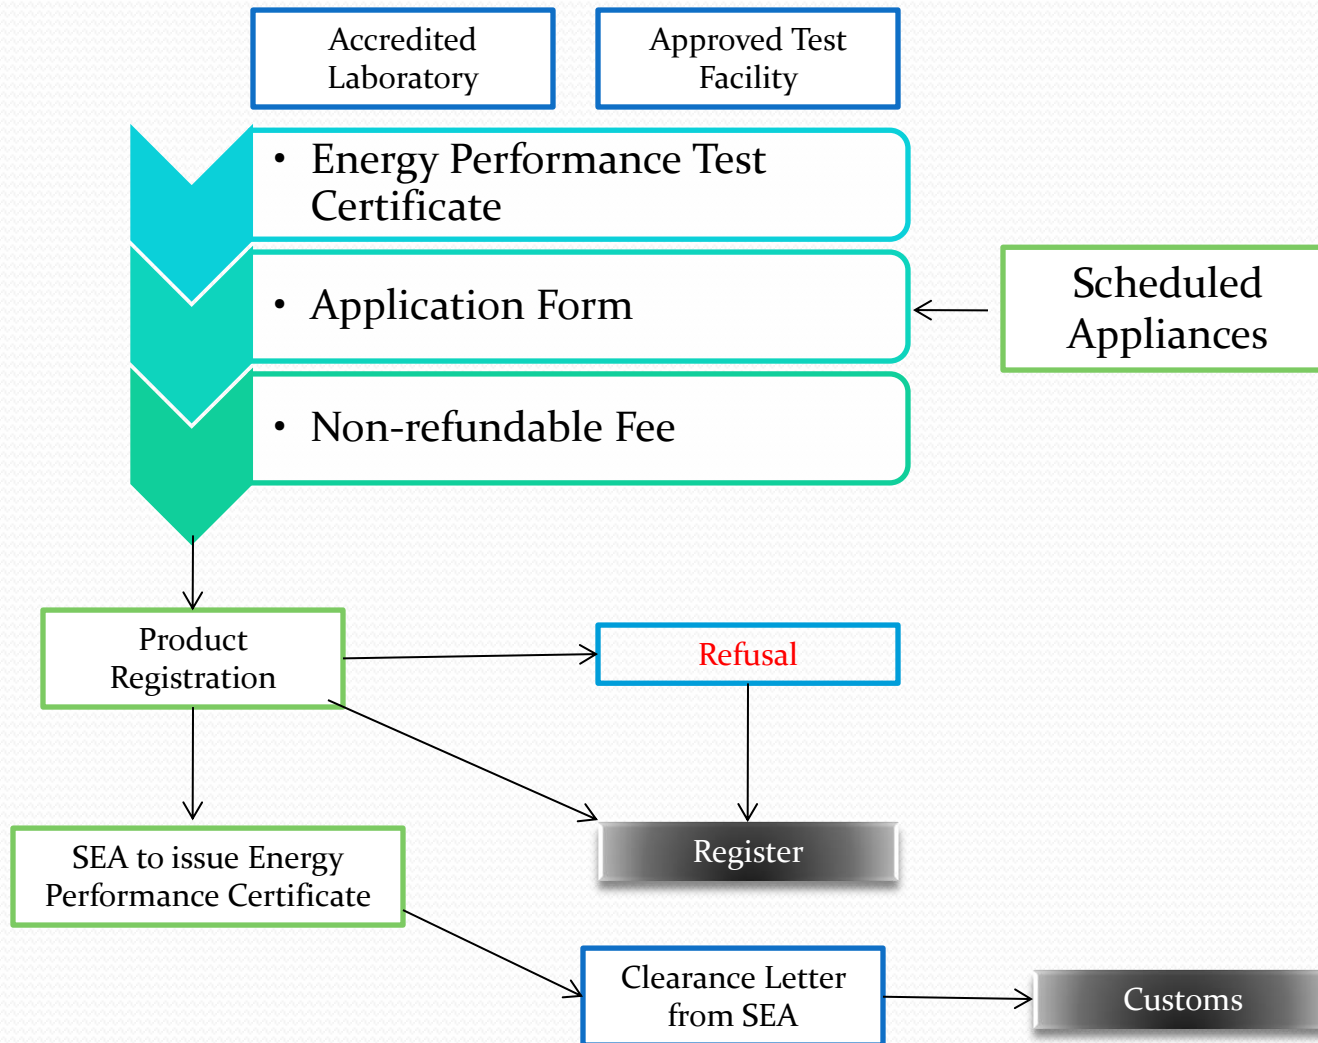 Accredited
Laboratory
Approved Test
Facility
• Energy Performance Test
Certificate
• Application Form
Scheduled
Appliances
• Non-refundable Fee
Product
Registration
Refusal
SEA to issue Energy
Performance Certificate
Register
Clearance Letter
from SEA
Customs